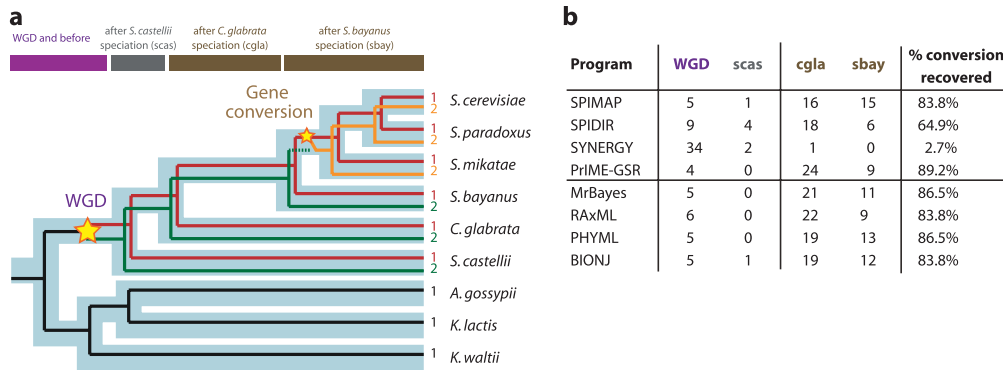 a
WGD and before
after S. castellii
speciation (scas)
after C. glabrata
speciation (cgla)
after S. bayanus
speciation (sbay)
Gene
conversion
WGD
1
2
S. cerevisiae
1
2
S. paradoxus
1
2
S. mikatae
1
2
S. bayanus
1
2
C. glabrata
1
2
S. castellii
1
A. gossypii
1
K. lactis
1
K. waltii
b
Program WGD scas cgla sbay % conversion recovered
SPIMAP 5 1 16 15 83.8%
SPIDIR 9 4 18 6 64.9%
SYNERGY 34 2 1 0 2.7%
PrIME-GSR 4 0 24 9 89.2%
MrBayes 5 0 21 11 86.5%
RAxML 6 0 22 9 83.8%
PHYML 5 0 19 13 86.5%
BIONJ 5 1 19 12 83.8%